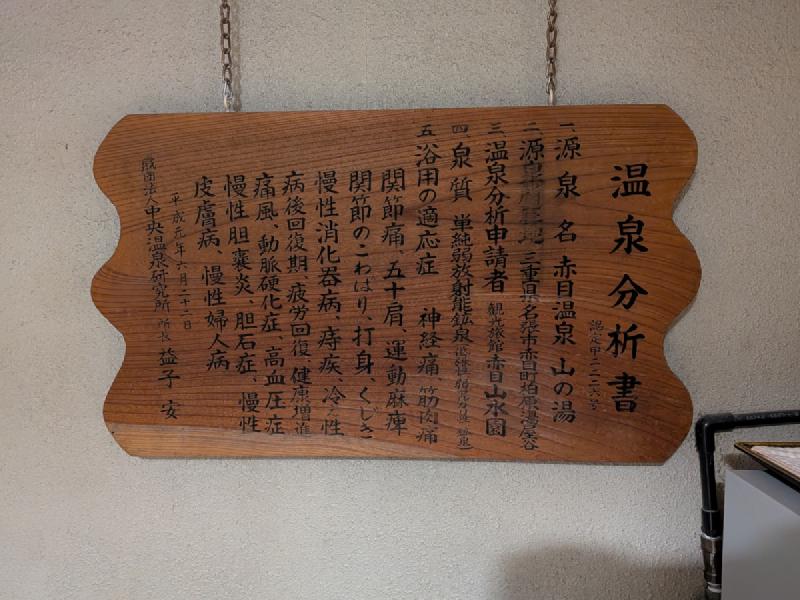 温泉分析書
一、源泉名 赤目温泉 山の湯
二、源泉 三重県名張市赤目町柏原
三、温泉分析申請者 観光旅館赤目山水園
四、泉質 単純弱放射能鉱泉
五、浴用の適応症 神経痛、筋肉痛
関節痛、五十肩、運動麻痺
関節のこわばり、打身、くじき
慢性消化器病、痔疾、冷え性
病後回復期、疲労回復、健康増進
痛風、動脈硬化症、高血圧症
慢性胆嚢炎、胆石症、慢性
皮膚病、慢性婦人病
平成元年六月二十二日
財団法人中央温泉研究所 所長 益子 安